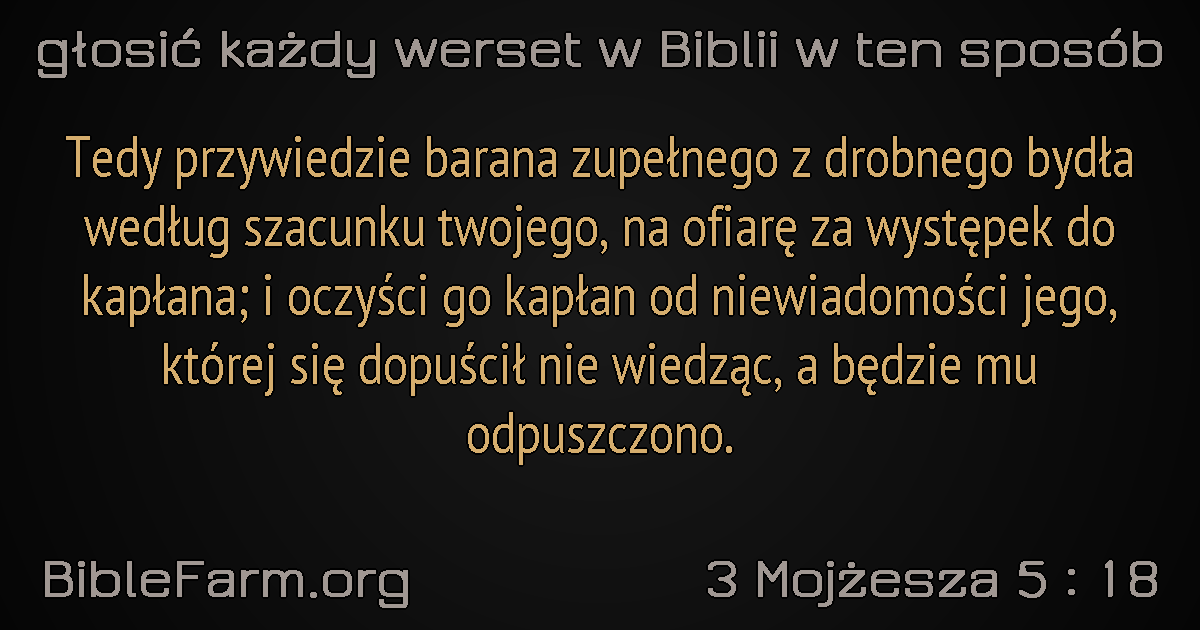 głosić każdy werset w Biblii w ten sposób
Tedy przywiedzie barana zupełnego z drobnego bydła
według szacunku twojego, na ofiarę za występek do
kapłana; i oczyści go kapłan od niewiadomości jego,
której się dopuścił nie wiedząc, a będzie mu
odpuszczono.
BibleFarm.org
3 Mojżesza 5 : 18